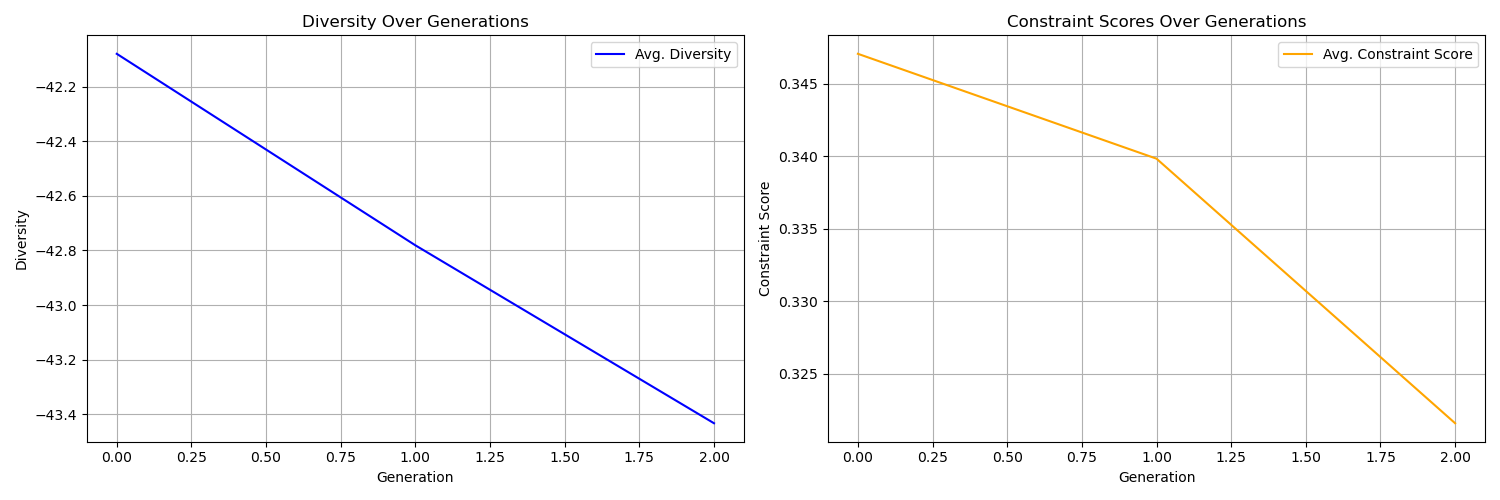 Diversity Over Generations
Avg. Diversity
−42.2
−42.4
−42.6
−42.8
−43.0
−43.2
−43.4
Diversity
0.00 0.25 0.50 0.75 1.00 1.25 1.50 1.75 2.00
Generation
Constraint Scores Over Generations
Avg. Constraint Score
0.345
0.340
0.335
0.330
0.325
Constraint Score
0.00 0.25 0.50 0.75 1.00 1.25 1.50 1.75 2.00
Generation